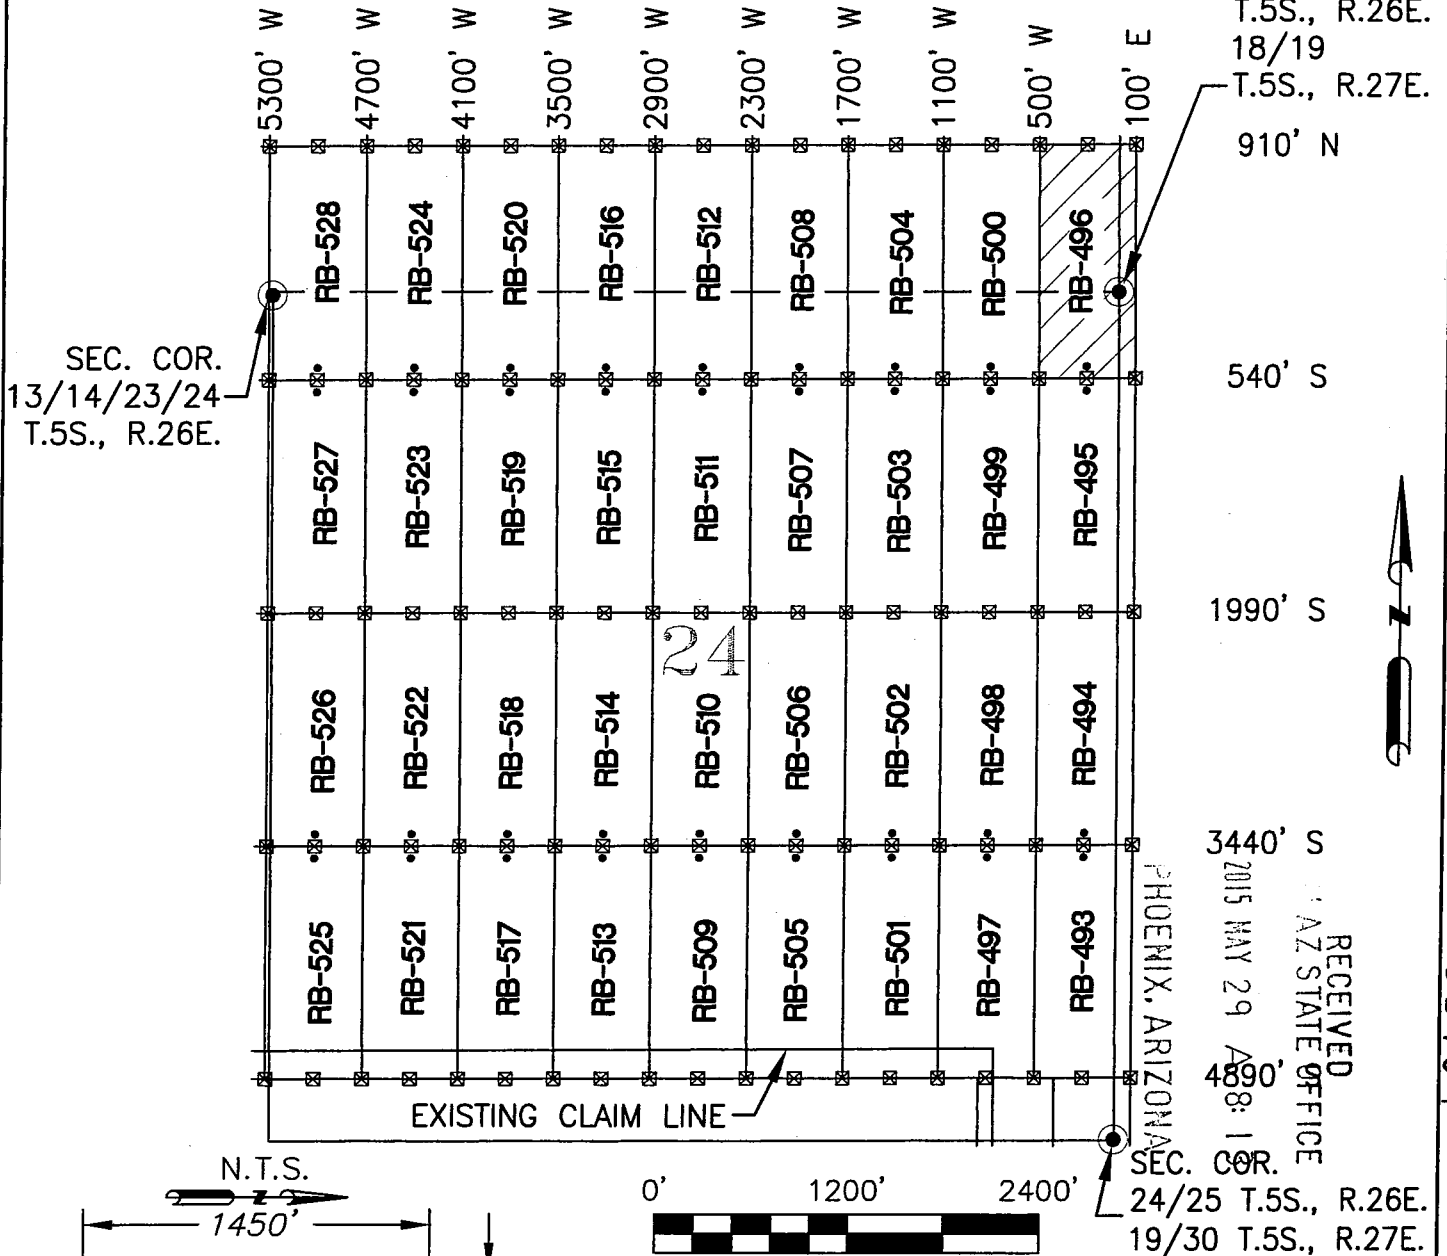 5300' W
4700' W
4100' W
3500' W
2900' W
2300' W
1700' W
1100' W
500' W
100' E
T.5S., R.26E.
18/19
T.5S., R.27E.
910' N
RB-528
RB-524
RB-520
RB-516
RB-512
RB-508
RB-504
RB-500
RB-496
SEC. COR.
13/14/23/24
T.5S., R.26E.
540' S
RB-527
RB-523
RB-519
RB-515
RB-511
RB-507
RB-503
RB-499
RB-495
1990' S
24
RB-526
RB-522
RB-518
RB-514
RB-510
RB-506
RB-502
RB-498
RB-494
Z
3440' S
RB-525
RB-521
RB-517
RB-513
RB-509
RB-505
RB-501
RB-497
RB-493
RECEIVED
AZ STATE OFFICE
2015 MAY 29 A 8:
PHOENIX, ARIZONA
4890'
EXISTING CLAIM LINE
N.T.S.
Z
1450'
0' 1200' 2400'
SEC. COR.
24/25 T.5S., R.26E.
19/30 T.5S., R.27E.